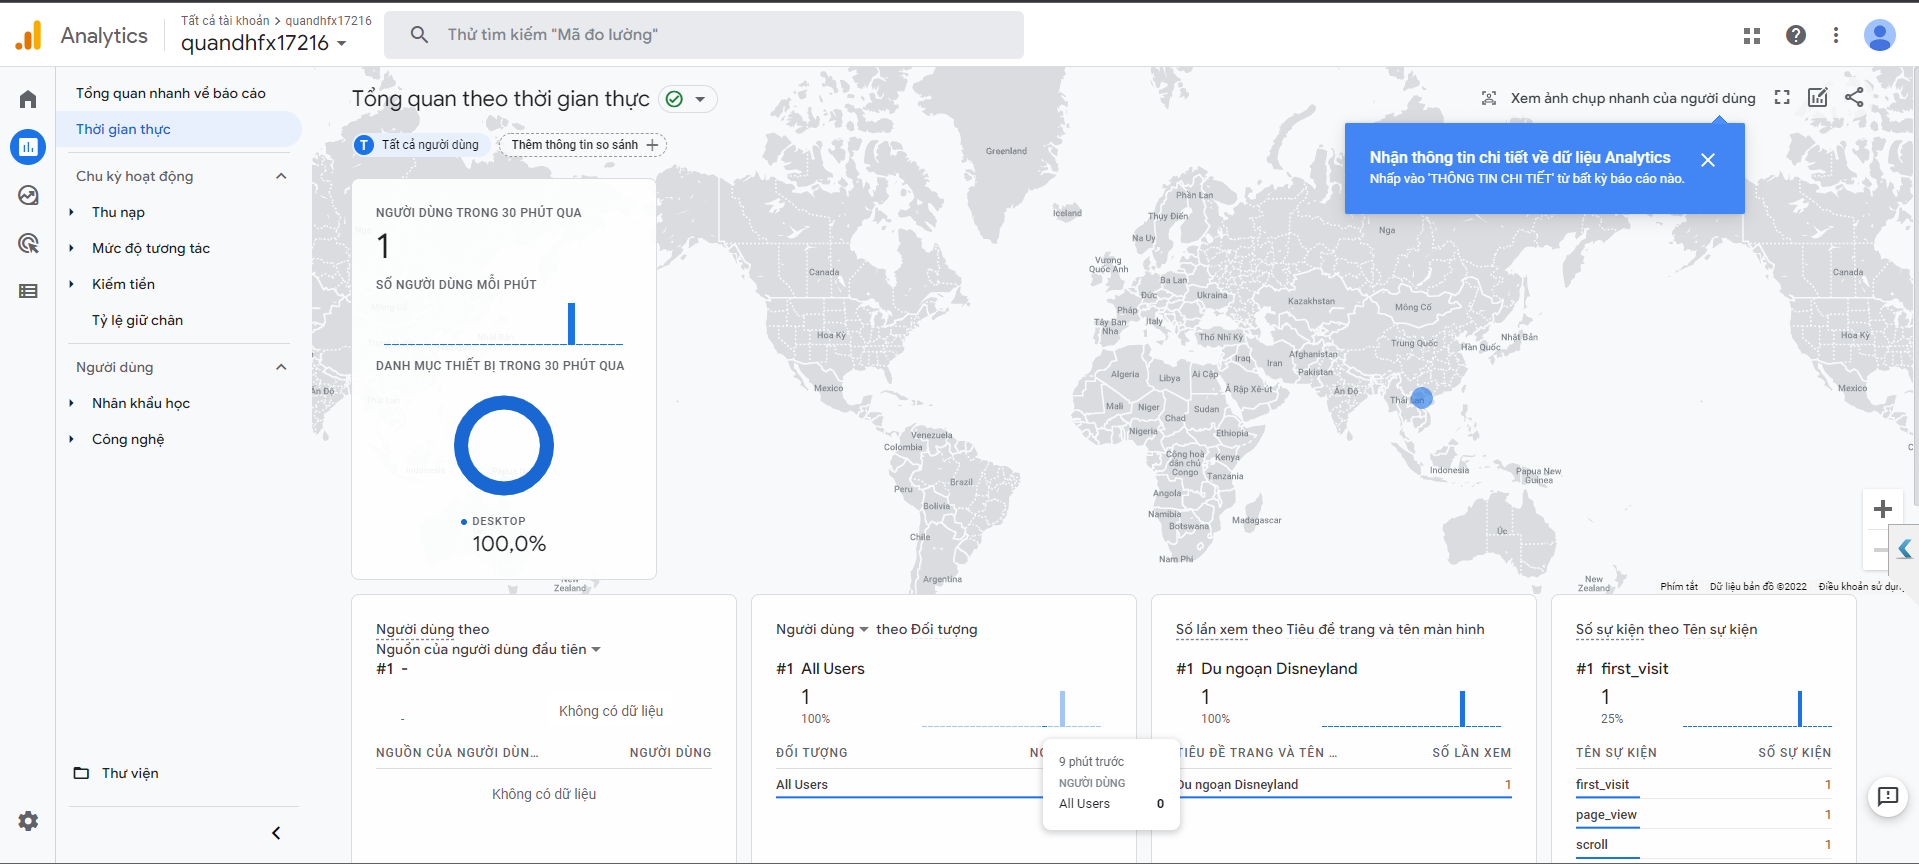 Analytics
Tất cả tài khoản > quandhfx17216
quandhfx17216
Thử tìm kiếm "Mã đo lường"
Tổng quan nhanh về báo cáo
Thời gian thực
Chu kỳ hoạt động
Thu nạp
Mức độ tương tác
Kiếm tiền
Tỷ lệ giữ chân
Người dùng
Nhân khẩu học
Công nghệ
Thư viện
Tổng quan theo thời gian thực
Xem ảnh chụp nhanh của người dùng
T Tất cả người dùng
Thêm thông tin so sánh
Nhận thông tin chi tiết về dữ liệu Analytics
Nhấp vào 'THÔNG TIN CHI TIẾT' từ bất kỳ báo cáo nào.
NGƯỜI DÙNG TRONG 30 PHÚT QUA
1
SỐ NGƯỜI DÙNG MỖI PHÚT
DANH MỤC THIẾT BỊ TRONG 30 PHÚT QUA
DESKTOP
100,0%
Greenland
Iceland
Phần Lan
Thụy Điển
Na Uy
Nga
Vương Quốc Anh
Canada
Canada
Ba Lan
Đức
Ukraina
Kazakhstan
Mông Cổ
Pháp
Tây Ban Nha
Italy
Thổ Nhĩ Kỳ
Hoa Kỳ
Hoa Kỳ
Trung Quốc
Hàn Quốc
Nhật Bản
Iraq
Iran
Afghanistan
Pakistan
Algeria
Libya
Ai Cập
Ả Rập Xê-út
Ấn Độ
Thái Lan
Mexico
Mexico
Mali
Niger
Chad
Sudan
Nigeria
Ethiopia
Venezuela
Colombia
Cộng hoà dân chủ Congo
Kenya
Tanzania
Indonesia
Papua New Guinea
Peru
Brazil
Bolivia
Angola
Namibia
Botswana
Madagascar
Chile
Nam Phi
Úc
Argentina
New Zealand
New Zealand
Phím tắt
Dữ liệu bản đồ ©2022
Điều khoản sử dụng
Người dùng theo
Nguồn của người dùng đầu tiên
#1 -
-
Không có dữ liệu
NGUỒN CỦA NGƯỜI DÙN… NGƯỜI DÙNG
Không có dữ liệu
Người dùng theo Đối tượng
#1 All Users
1
100%
ĐỐI TƯỢNG
All Users
9 phút trước
NGƯỜI DÙNG
All Users 0
Số lần xem theo Tiêu đề trang và tên màn hình
#1 Du ngoạn Disneyland
1
100%
TIÊU ĐỀ TRANG VÀ TÊN … SỐ LẦN XEM
Du ngoạn Disneyland 1
Số sự kiện theo Tên sự kiện
#1 first_visit
1
25%
TÊN SỰ KIỆN SỐ SỰ KIỆN
first_visit 1
page_view 1
scroll 1